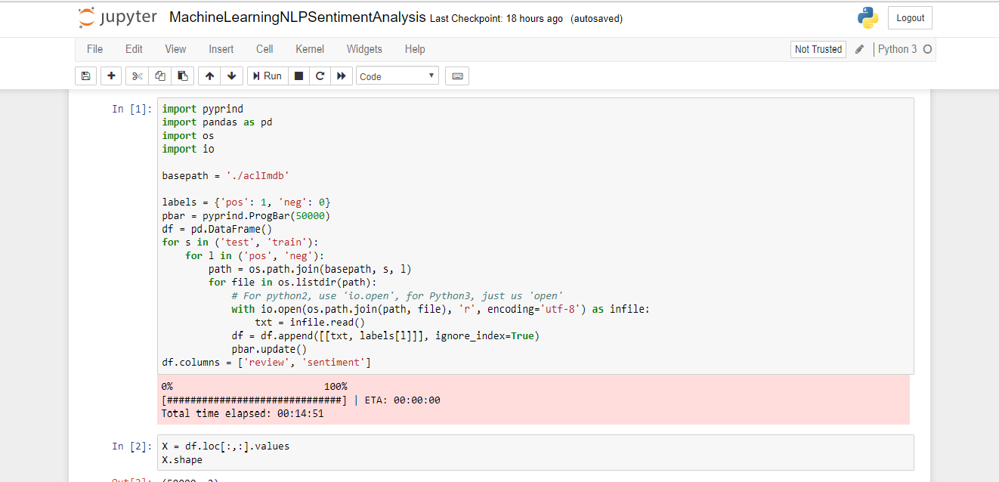 jupyter MachineLearningNLPSentimentAnalysis Last Checkpoint: 18 hours ago (autosaved) Logout
File Edit View Insert Cell Kernel Widgets Help Not Trusted Python 3
Run Code
In [1]: import pyprind
import pandas as pd
import os
import io
basepath = './aclImdb'
labels = {'pos': 1, 'neg': 0}
pbar = pyprind.ProgBar(50000)
df = pd.DataFrame()
for s in ('test', 'train'):
    for l in ('pos', 'neg'):
        path = os.path.join(basepath, s, l)
        for file in os.listdir(path):
            # For python2, use 'io.open', for Python3, just us 'open'
            with io.open(os.path.join(path, file), 'r', encoding='utf-8') as infile:
                txt = infile.read()
            df = df.append([[txt, labels[l]]], ignore_index=True)
            pbar.update()
df.columns = ['review', 'sentiment']
0%                          100%
[##############################] | ETA: 00:00:00
Total time elapsed: 00:14:51
In [2]: X = df.loc[:,:].values
X.shape
Out[2]: (50000, 2)